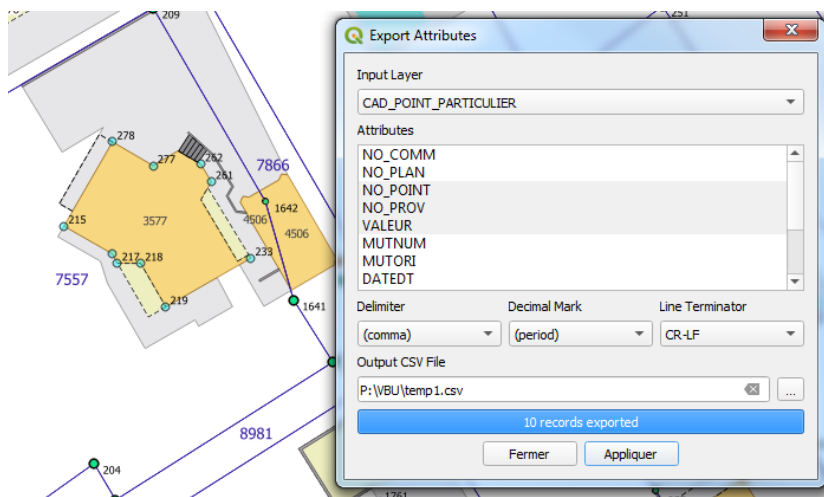 209
278
277
262
261
7866
1642
215
3577
4506
4506
217
218
233
7557
219
1641
8981
204
251
Export Attributes
Input Layer
CAD_POINT_PARTICULIER
Attributes
NO_COMM
NO_PLAN
NO_POINT
NO_PROV
VALEUR
MUTNUM
MUTORI
DATEDT
Delimiter Decimal Mark Line Terminator
(comma) (period) CR-LF
Output CSV File
P:\VBU\temp1.csv
...
10 records exported
Fermer Appliquer
1761